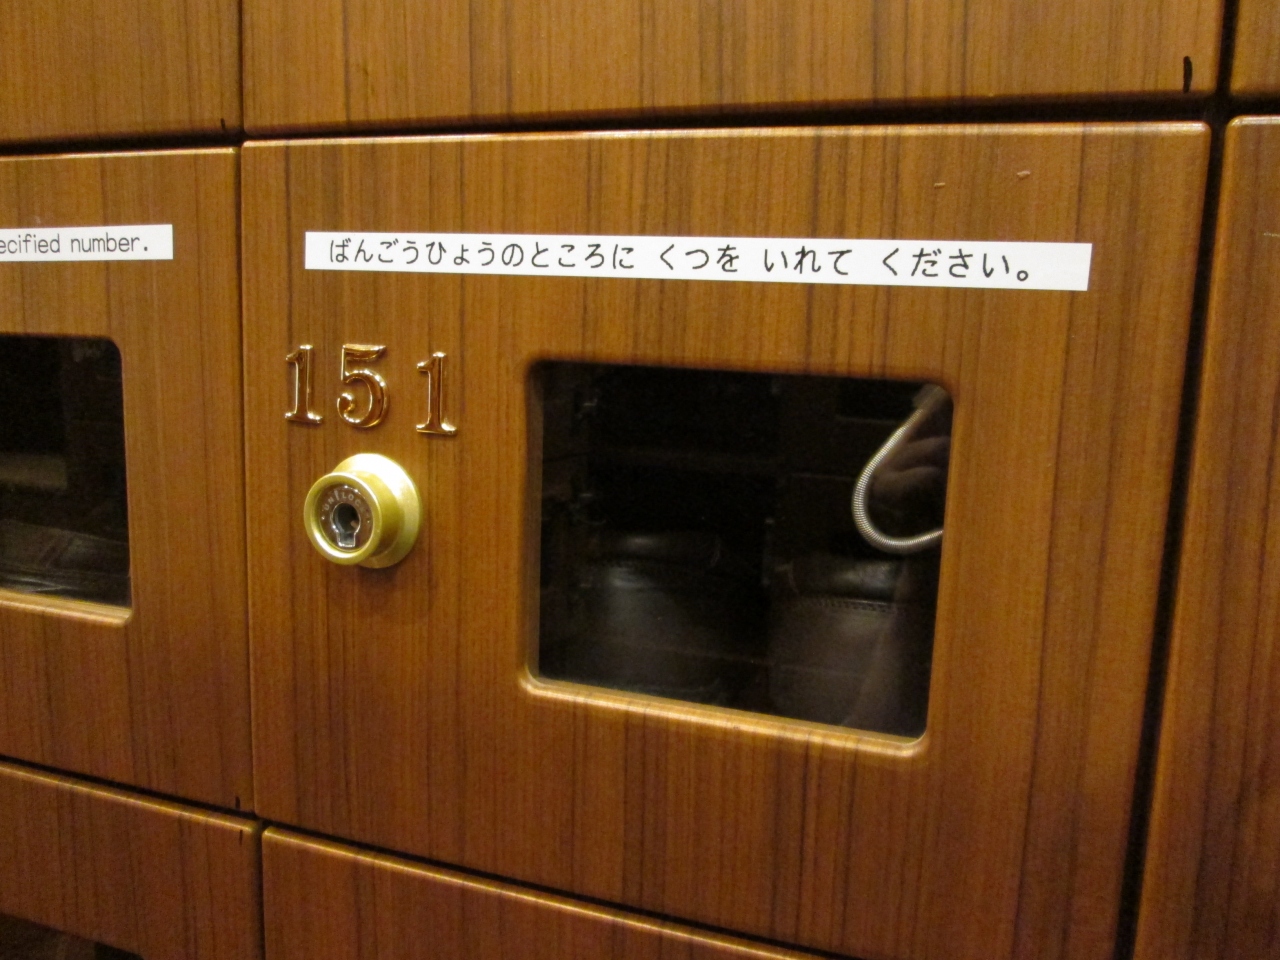 ecified number.
ばんごうひょうのところに くつを いれて ください。
151